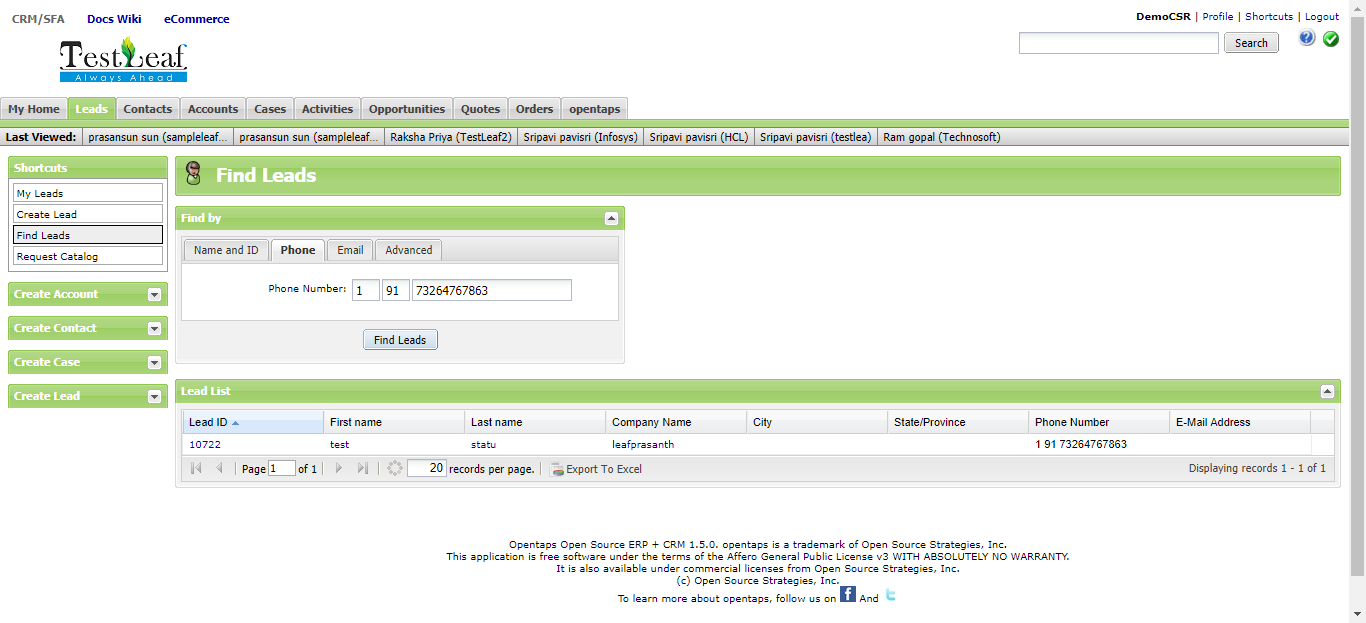 CRM/SFA Docs Wiki eCommerce
DemoCSR | Profile | Shortcuts | Logout
TestLeaf
Always Ahead
Search
?
My Home Leads Contacts Accounts Cases Activities Opportunities Quotes Orders opentaps
Last Viewed: prasansun sun (sampleleaf... prasansun sun (sampleleaf... Raksha Priya (TestLeaf2) Sripavi pavisri (Infosys) Sripavi pavisri (HCL) Sripavi pavisri (testlea) Ram gopal (Technosoft)
Shortcuts
My Leads
Create Lead
Find Leads
Request Catalog
Create Account
Create Contact
Create Case
Create Lead
Find Leads
Find by
Name and ID Phone Email Advanced
Phone Number: 1 91 73264767863
Find Leads
Lead List
Lead ID First name Last name Company Name City State/Province Phone Number E-Mail Address
10722 test statu leafprasanth 1 91 73264767863
Page 1 of 1 20 records per page. Export To Excel Displaying records 1 - 1 of 1
Opentaps Open Source ERP + CRM 1.5.0. opentaps is a trademark of Open Source Strategies, Inc.
This application is free software under the terms of the Affero General Public License v3 WITH ABSOLUTELY NO WARRANTY.
It is also available under commercial licenses from Open Source Strategies, Inc.
(c) Open Source Strategies, Inc.
To learn more about opentaps, follow us on f And t